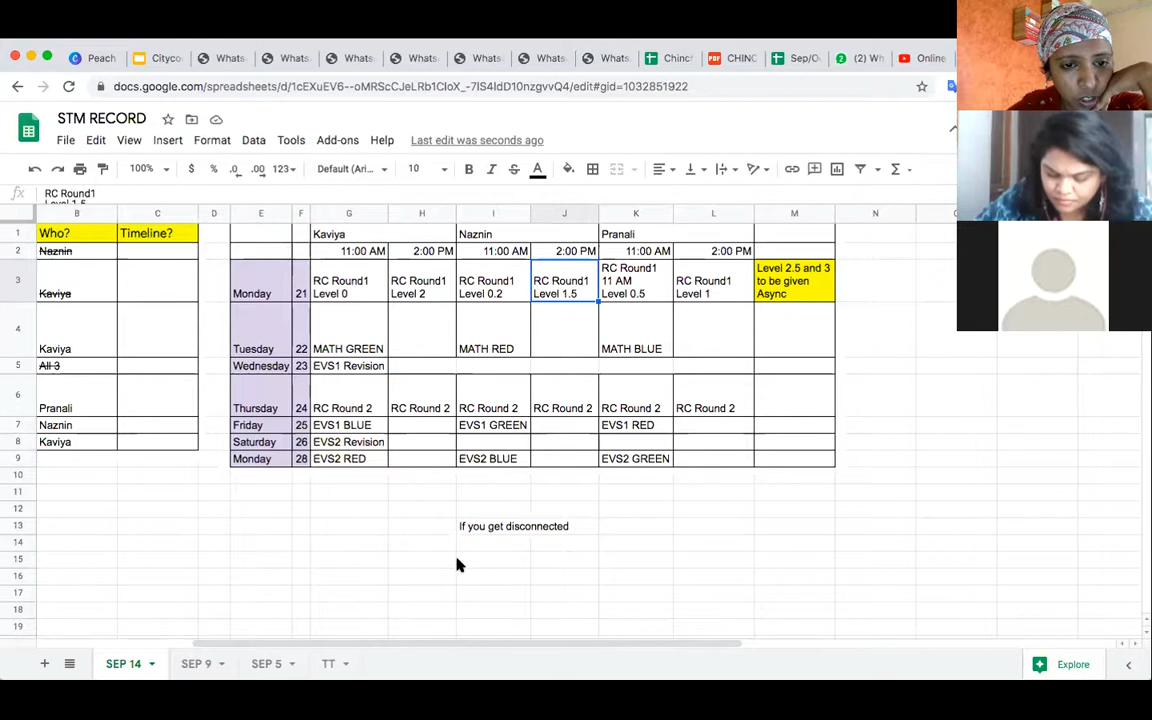 Peach
Cityco
Whats
Whats
Whats
Whats
Whats
Whats
Whats
Chinc
PDF CHINC
Sep/O
2 (2) Wh
Online
docs.google.com/spreadsheets/d/1cEXuEV6--oMRScCJeLRb1CIoX_-7IS4IdD10nzgvvQ4/edit#gid=1032851922
STM RECORD
File Edit View Insert Format Data Tools Add-ons Help Last edit was seconds ago
100% $ % .0 .00 123 Default (Ari... 10 B I S A
fx RC Round1
Level 1.5
B C D E F G H I J K L M N
1 Who? Timeline? Kaviya Naznin Pranali
2 Naznin 11:00 AM 2:00 PM 11:00 AM 2:00 PM 11:00 AM 2:00 PM
3 Kaviya Monday 21 RC Round1 Level 0 RC Round1 Level 2 RC Round1 Level 0.2 RC Round1 Level 1.5 RC Round1 11 AM Level 0.5 RC Round1 Level 1 Level 2.5 and 3 to be given Async
4 Kaviya Tuesday 22 MATH GREEN MATH RED MATH BLUE
5 All 3 Wednesday 23 EVS1 Revision
6 Pranali Thursday 24 RC Round 2 RC Round 2 RC Round 2 RC Round 2 RC Round 2 RC Round 2
7 Naznin Friday 25 EVS1 BLUE EVS1 GREEN EVS1 RED
8 Kaviya Saturday 26 EVS2 Revision
9 Monday 28 EVS2 RED EVS2 BLUE EVS2 GREEN
10
11
12
13 If you get disconnected
14
15
16
17
18
19
SEP 14 SEP 9 SEP 5 TT Explore